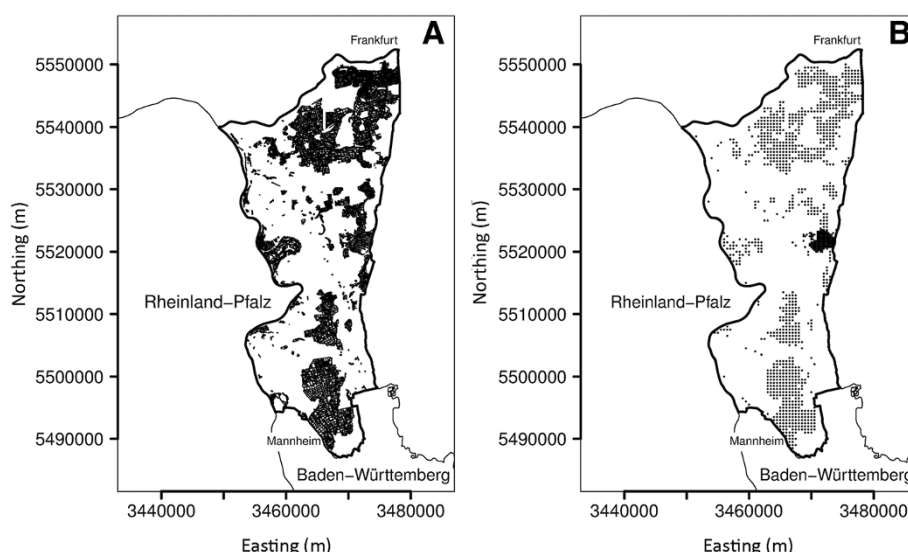 A
Frankfurt
5550000
5540000
5530000
5520000
5510000
5500000
5490000
Northing (m)
Rheinland−Pfalz
Mannheim
Baden−Württemberg
3440000
3460000
3480000
Easting (m)
B
Frankfurt
5550000
5540000
5530000
5520000
5510000
5500000
5490000
Northing (m)
Rheinland−Pfalz
Mannheim
Baden−Württemberg
3440000
3460000
3480000
Easting (m)